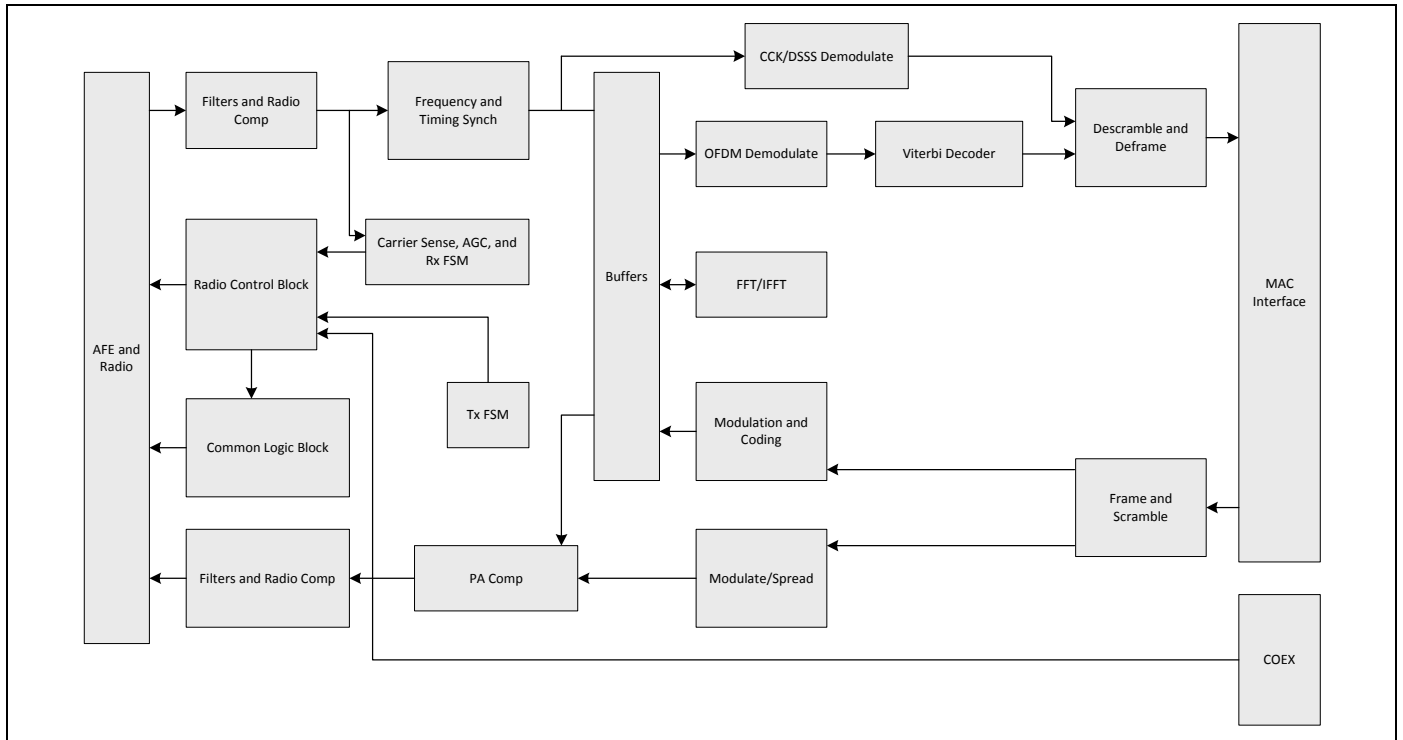 CCK/DSSS Demodulate
Filters and Radio
Comp
Frequency and
Timing Synch
Descramble and
Deframe
OFDM Demodulate
Viterbi Decoder
Carrier Sense, AGC, and
Rx FSM
Radio Control Block
Buffers
FFT/IFFT
MAC
Interface
AFE and
Radio
Tx FSM
Modulation and
Coding
Common Logic Block
Frame and
Scramble
Filters and Radio Comp
PA Comp
Modulate/Spread
COEX